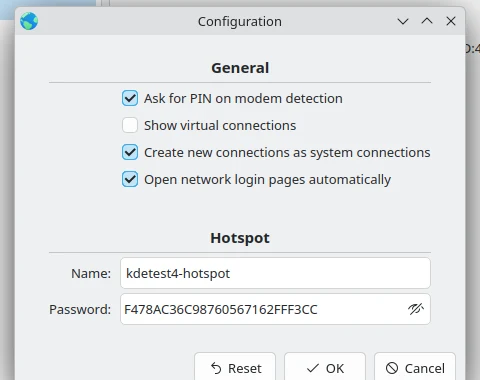 Configuration
General
Ask for PIN on modem detection
Show virtual connections
Create new connections as system connections
Open network login pages automatically
Hotspot
Name: kdetest4-hotspot
Password: F478AC36C98760567162FFF3CC
Reset OK Cancel